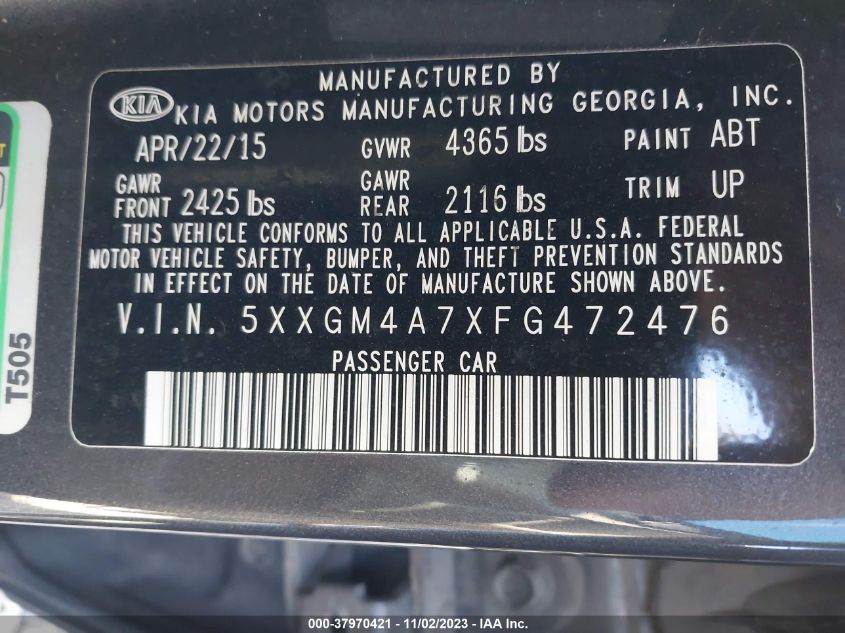 MANUFACTURED BY
KIA KIA MOTORS MANUFACTURING GEORGIA, INC.
APR/22/15 GVWR 4365 lbs PAINT ABT
GAWR FRONT 2425 lbs GAWR REAR 2116 lbs TRIM UP
THIS VEHICLE CONFORMS TO ALL APPLICABLE U.S.A. FEDERAL
MOTOR VEHICLE SAFETY, BUMPER, AND THEFT PREVENTION STANDARDS
IN EFFECT ON THE DATE OF MANUFACTURE SHOWN ABOVE.
V.I.N. 5XXGM4A7XFG472476
PASSENGER CAR
T505
000-37970421 - 11/02/2023 - IAA Inc.